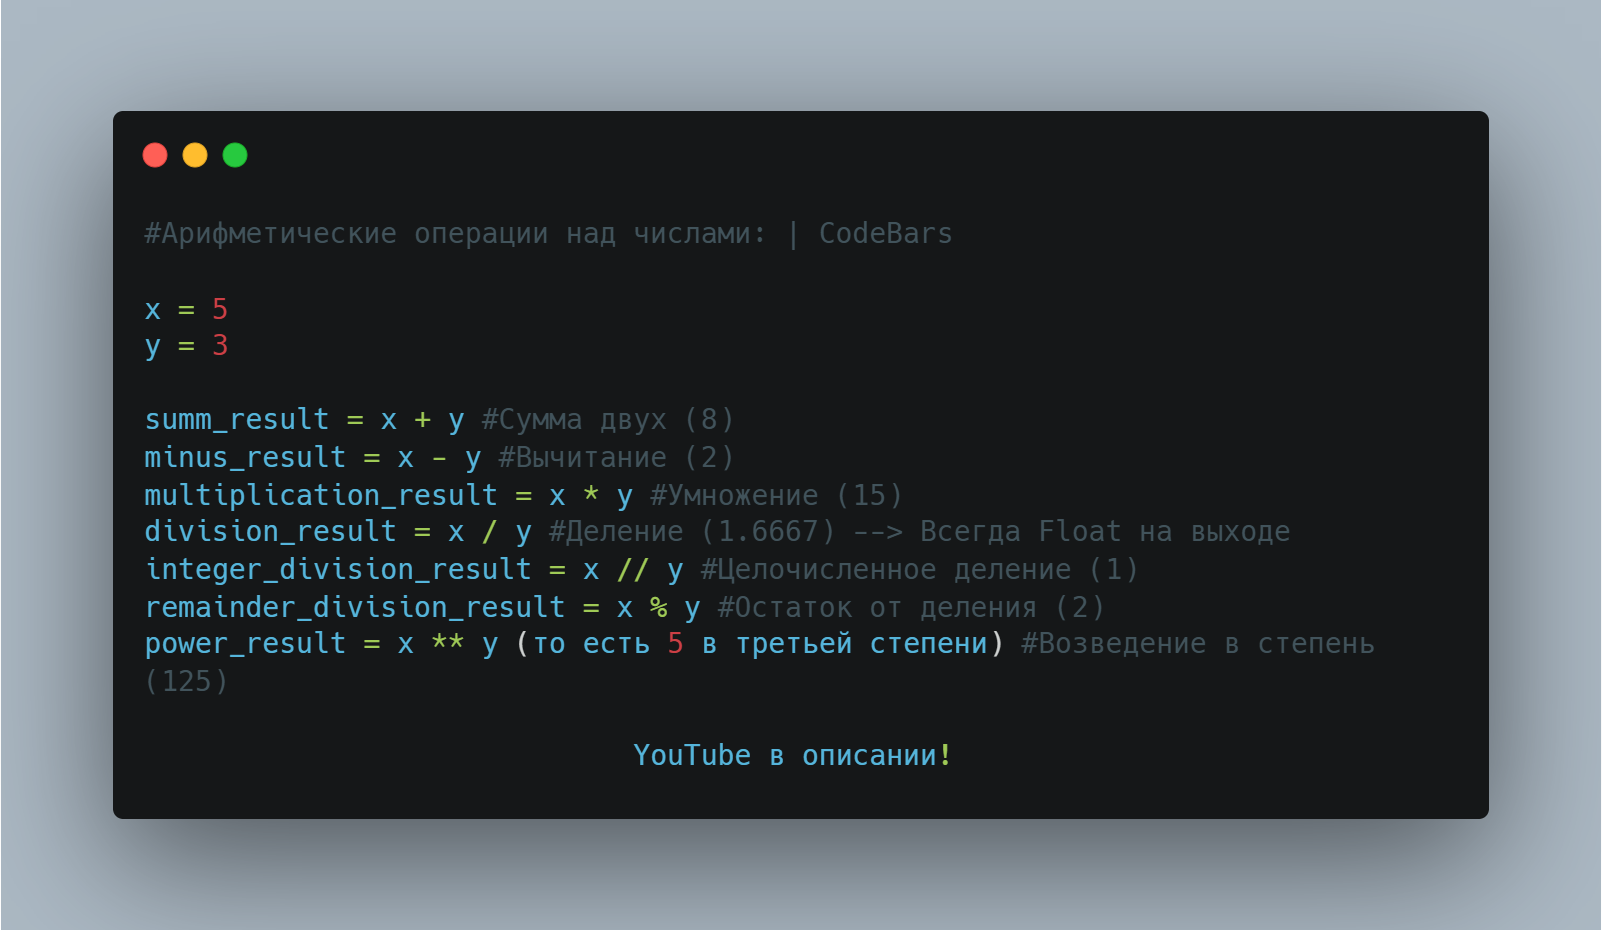 #Арифметические операции над числами: | CodeBars
x = 5
y = 3
summ_result = x + y #Сумма двух (8)
minus_result = x - y #Вычитание (2)
multiplication_result = x * y #Умножение (15)
division_result = x / y #Деление (1.6667) --> Всегда Float на выходе
integer_division_result = x // y #Целочисленное деление (1)
remainder_division_result = x % y #Остаток от деления (2)
power_result = x ** y (то есть 5 в третьей степени) #Возведение в степень
(125)
YouTube в описании!